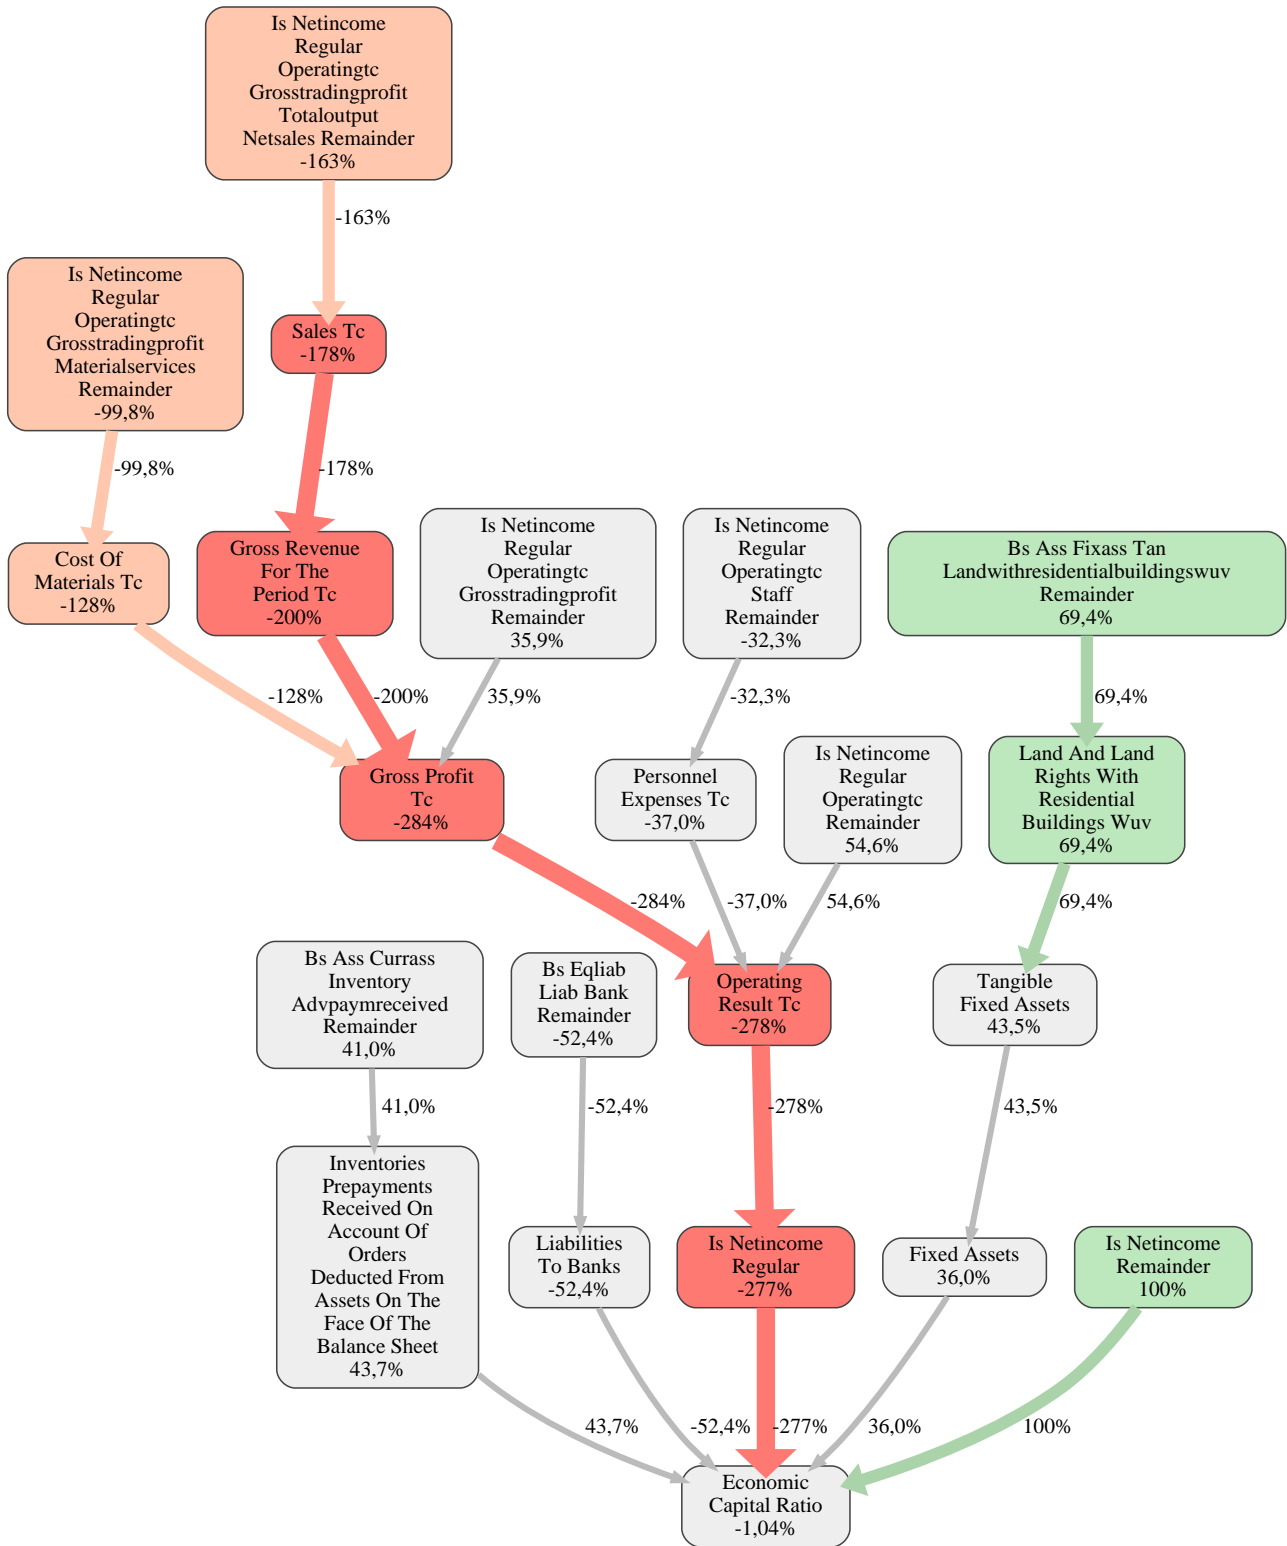 Is Netincome
Regular
Operatingtc
Grosstradingprofit
Totaloutput
Netsales Remainder
-163%
-163%
Is Netincome
Regular
Operatingtc
Grosstradingprofit
Materialservices
Remainder
-99,8%
Sales Tc
-178%
-99,8%
-178%
Cost Of
Materials Tc
-128%
Gross Revenue
For The
Period Tc
-200%
Is Netincome
Regular
Operatingtc
Grosstradingprofit
Remainder
35,9%
Is Netincome
Regular
Operatingtc
Staff
Remainder
-32,3%
Bs Ass Fixass Tan
Landwithresidentialbuildingswuv
Remainder
69,4%
-128%
-200%
35,9%
-32,3%
69,4%
Gross Profit
Tc
-284%
Personnel
Expenses Tc
-37,0%
Is Netincome
Regular
Operatingtc
Remainder
54,6%
Land And Land
Rights With
Residential
Buildings Wuv
69,4%
-284%
-37,0%
54,6%
69,4%
Bs Ass Currass
Inventory
Advpaymreceived
Remainder
41,0%
Bs Eqliab
Liab Bank
Remainder
-52,4%
Operating
Result Tc
-278%
Tangible
Fixed Assets
43,5%
41,0%
-52,4%
-278%
43,5%
Inventories
Prepayments
Received On
Account Of
Orders
Deducted From
Assets On The
Face Of The
Balance Sheet
43,7%
Liabilities
To Banks
-52,4%
Is Netincome
Regular
-277%
Fixed Assets
36,0%
Is Netincome
Remainder
100%
43,7%
-52,4%
-277%
36,0%
100%
Economic
Capital Ratio
-1,04%